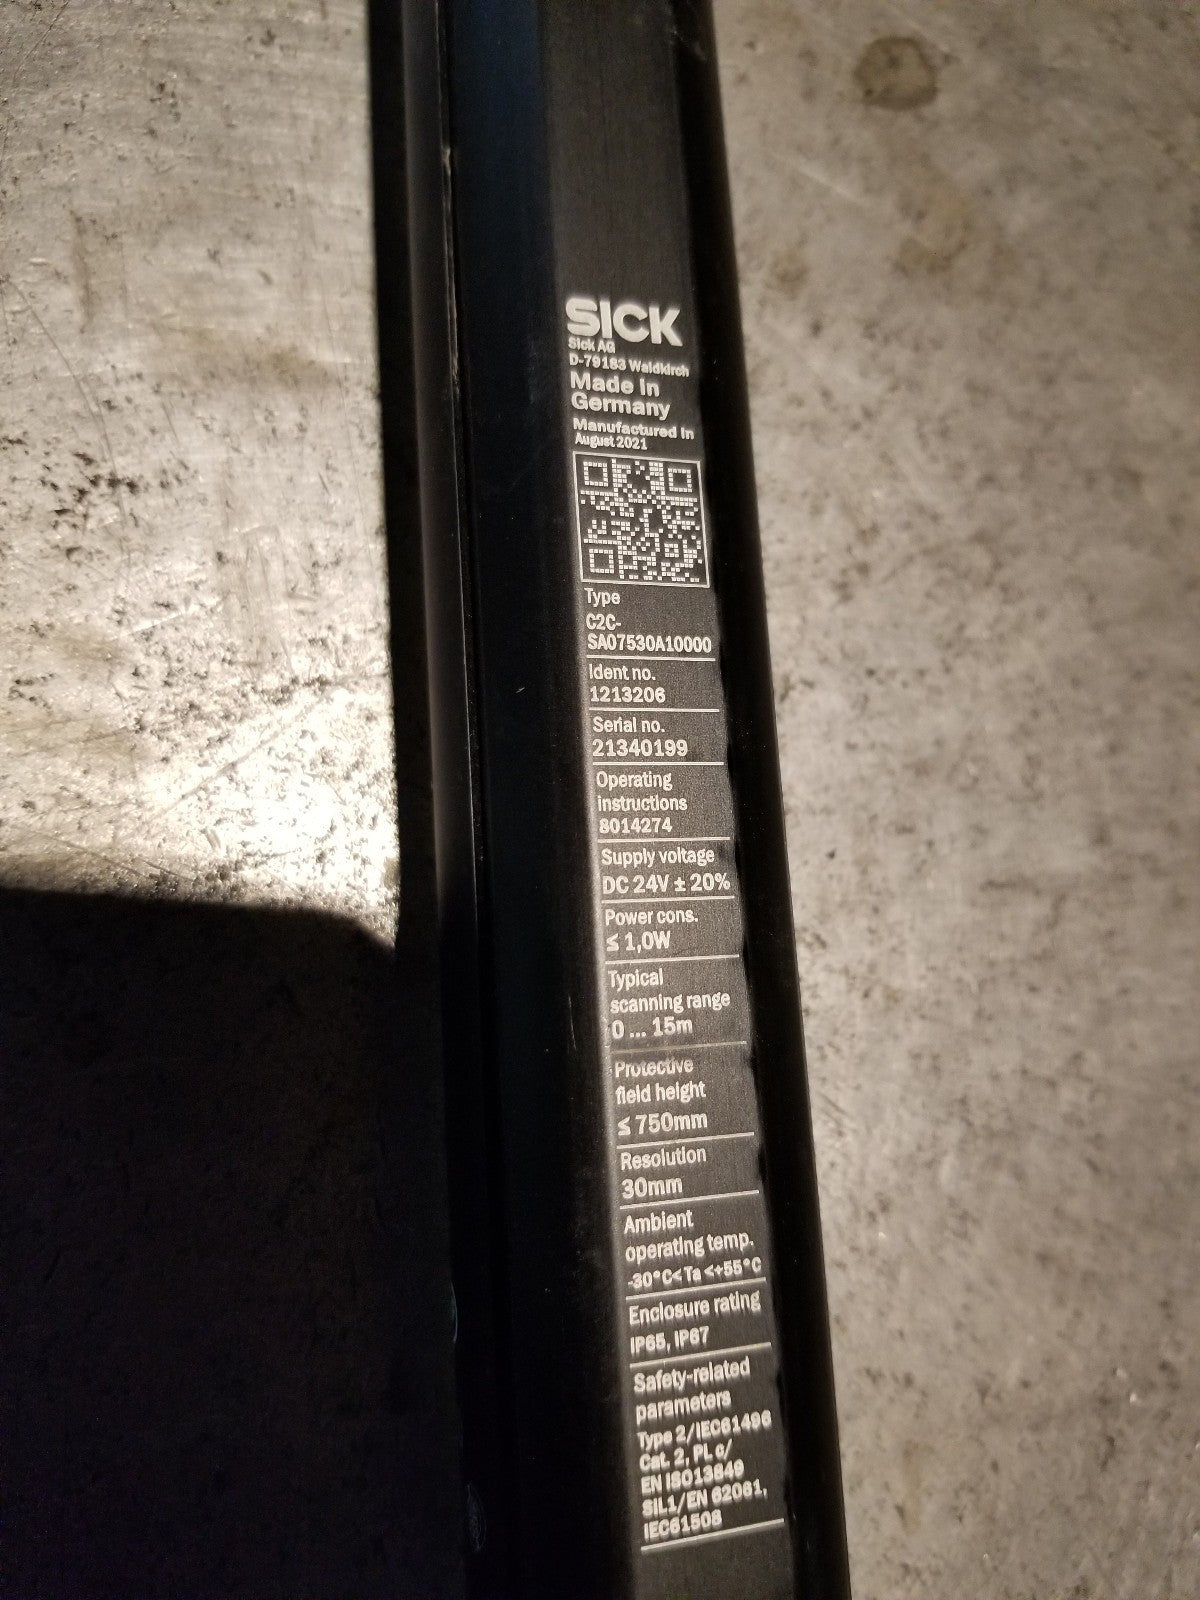 SICK
Sick AG
D-79183 Waldkirch
Made in
Germany
Manufactured in
August 2021
Type
C2C-
SA07530A10000
Ident no.
1213206
Serial no.
21340199
Operating
instructions
8014274
Supply voltage
DC 24V ± 20%
Power cons.
≤ 1,0W
Typical
scanning range
0 ... 15m
Protective
field height
≤ 750mm
Resolution
30mm
Ambient
operating temp.
-30°C< Ta <+55°C
Enclosure rating
IP65, IP67
Safety-related
parameters
Type 2/IEC61496
Cat. 2, PL c/
EN ISO13849
SIL1/EN 62061,
IEC61508